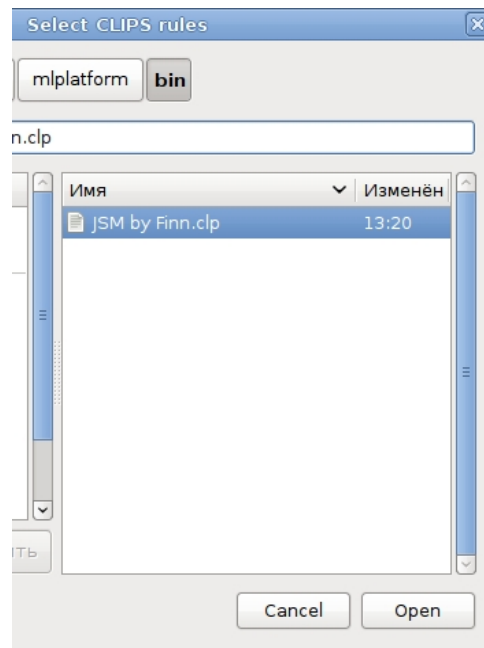 Select CLIPS rules
mlplatform bin
n.clp
Имя Изменён
JSM by Finn.clp 13:20
ить
Cancel Open